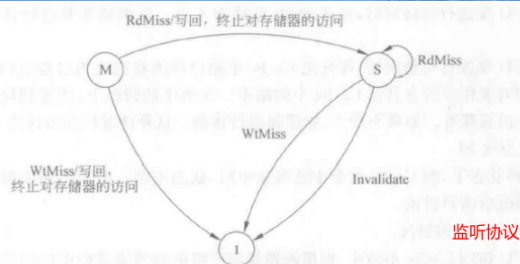 RdMiss/写回，终止对存储器的访问
M
S
RdMiss
WtMiss
WtMiss/写回，
终止对存储器的访问
Invalidate
I
监听协议